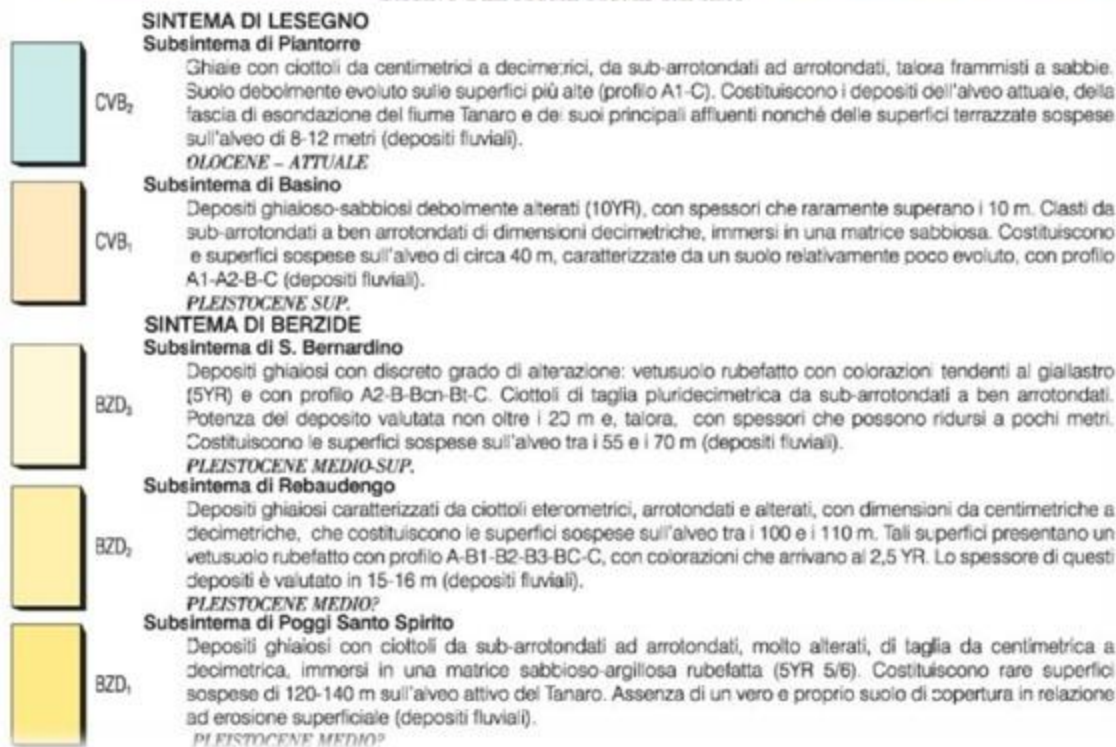 SINTEMA DI LESEGNO
Subsintema di Piantorre
Ghiaie con ciottoli da centimetrici a decimetrici, da sub-arrotondati ad arrotondati, talora frammisti a sabbie.
CVB₂
Suolo debolmente evoluto sulle superfici più alte (profilo A1-C). Costituiscono i depositi dell'alveo attuale, della
fascia di esondazione del fiume Tanaro e dei suoi principali affluenti nonché delle superfici terrazzate sospese
sull'alveo di 8-12 metri (depositi fluviali).
OLOCENE – ATTUALE
Subsintema di Basino
Depositi ghiaioso-sabbiosi debolmente alterati (10YR), con spessori che raramente superano i 10 m. Clasti da
CVB₁
sub-arrotondati a ben arrotondati di dimensioni decimetriche, immersi in una matrice sabbiosa. Costituiscono
e superfici sospese sull'alveo di circa 40 m, caratterizzate da un suolo relativamente poco evoluto, con profilo
A1-A2-B-C (depositi fluviali).
PLEISTOCENE SUP.
SINTEMA DI BERZIDE
Subsintema di S. Bernardino
Depositi ghiaiosi con discreto grado di alterazione: vetusuolo rubefatto con colorazioni tendenti al giallastro
(5YR) e con profilo A2-B-Bcn-Bt-C. Ciottoli di taglia pluridecimetrica da sub-arrotondati a ben arrotondati.
BZD₃
Potenza del deposito valutata non oltre i 20 m e, talora, con spessori che possono ridursi a pochi metri.
Costituiscono le superfici sospese sull'alveo tra i 55 e i 70 m (depositi fluviali).
PLEISTOCENE MEDIO-SUP.
Subsintema di Rebaudengo
Depositi ghiaiosi caratterizzati da ciottoli eterometrici, arrotondati e alterati, con dimensioni da centimetriche a
decimetriche, che costituiscono le superfici sospese sull'alveo tra i 100 e i 110 m. Tali superfici presentano un
BZD₂
vetusuolo rubefatto con profilo A-B1-B2-B3-BC-C, con colorazioni che arrivano al 2,5 YR. Lo spessore di questi
depositi è valutato in 15-16 m (depositi fluviali).
PLEISTOCENE MEDIO?
Subsintema di Poggi Santo Spirito
Depositi ghiaiosi con ciottoli da sub-arrotondati ad arrotondati, molto alterati, di taglia da centimetrica a
decimetrica, immersi in una matrice sabbioso-argillosa rubefatta (5YR 5/6). Costituiscono rare superfici
BZD₁
sospese di 120-140 m sull'alveo attivo del Tanaro. Assenza di un vero e proprio suolo di copertura in relazione
ad erosione superficiale (depositi fluviali).
PLEISTOCENE MEDIO?